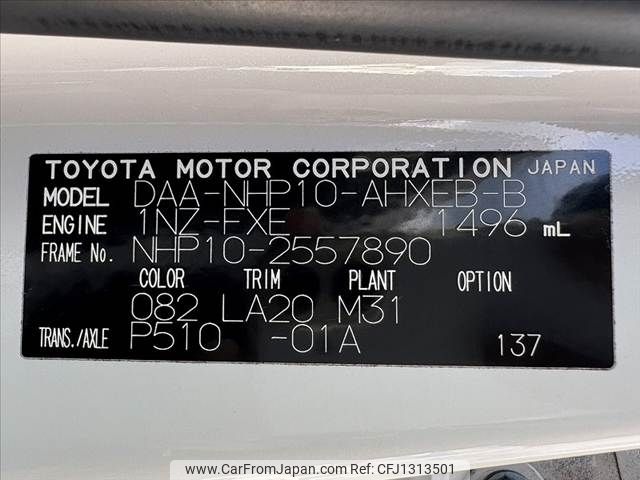 TOYOTA MOTOR CORPORATION JAPAN
MODEL DAA-NHP10-AHXEB-B
ENGINE 1NZ-FXE 1496 mL
FRAME No. NHP10-2557890
COLOR TRIM PLANT OPTION
082 LA20 M31
TRANS./AXLE P510 -01A
137
www.CarFromJapan.com | Ref. No: CFJ1313501